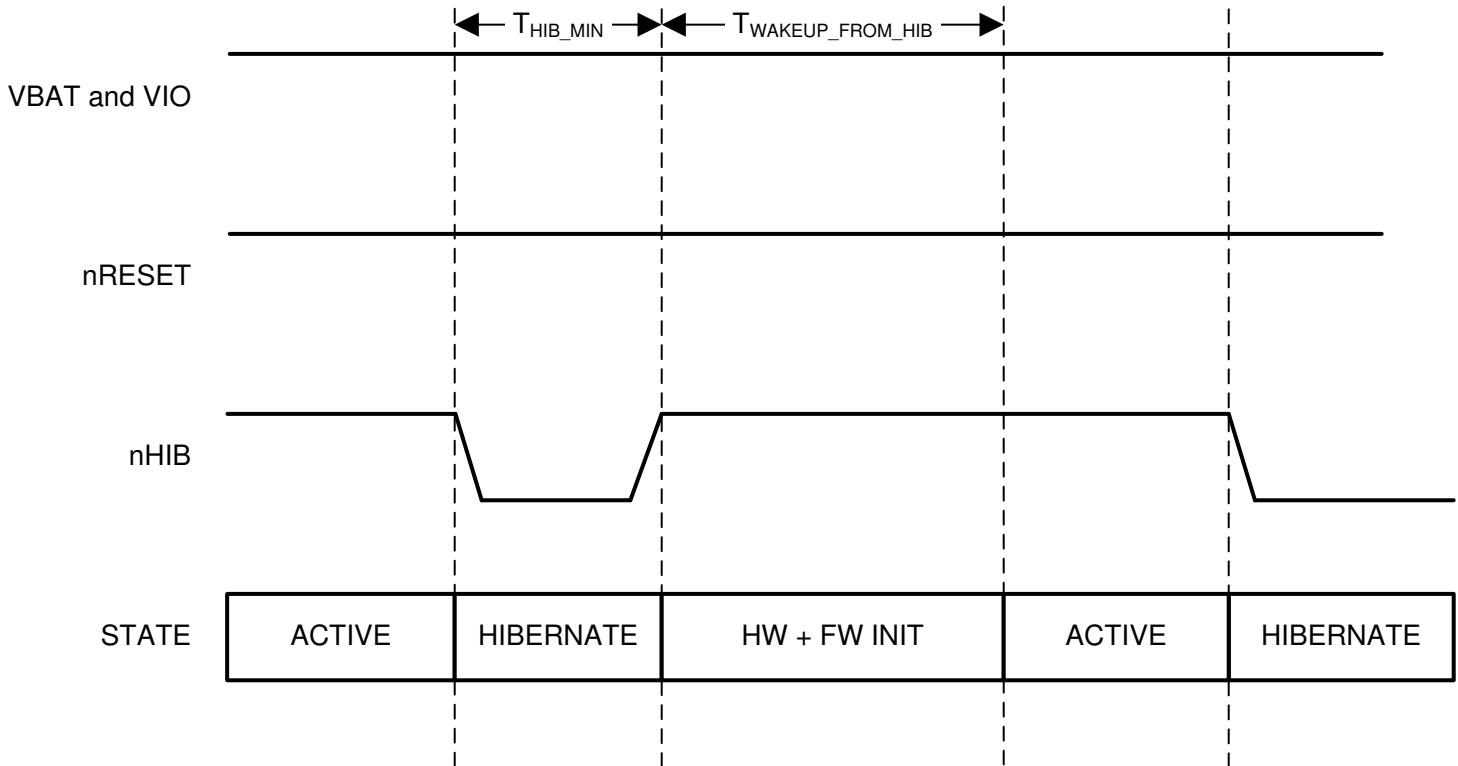 T_HIB_MIN T_WAKEUP_FROM_HIB
VBAT and VIO
nRESET
nHIB
STATE ACTIVE HIBERNATE HW + FW INIT ACTIVE HIBERNATE